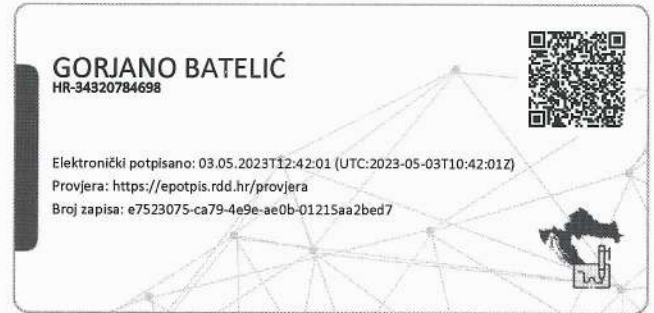 GORJANO BATELIĆ
HR-34320784698
Elektronički potpisano: 03.05.2023T12:42:01 (UTC:2023-05-03T10:42:01Z)
Provjera: https://epotpis.rdd.hr/provjera
Broj zapisa: e7523075-ca79-4e9e-ae0b-01215aa2bed7